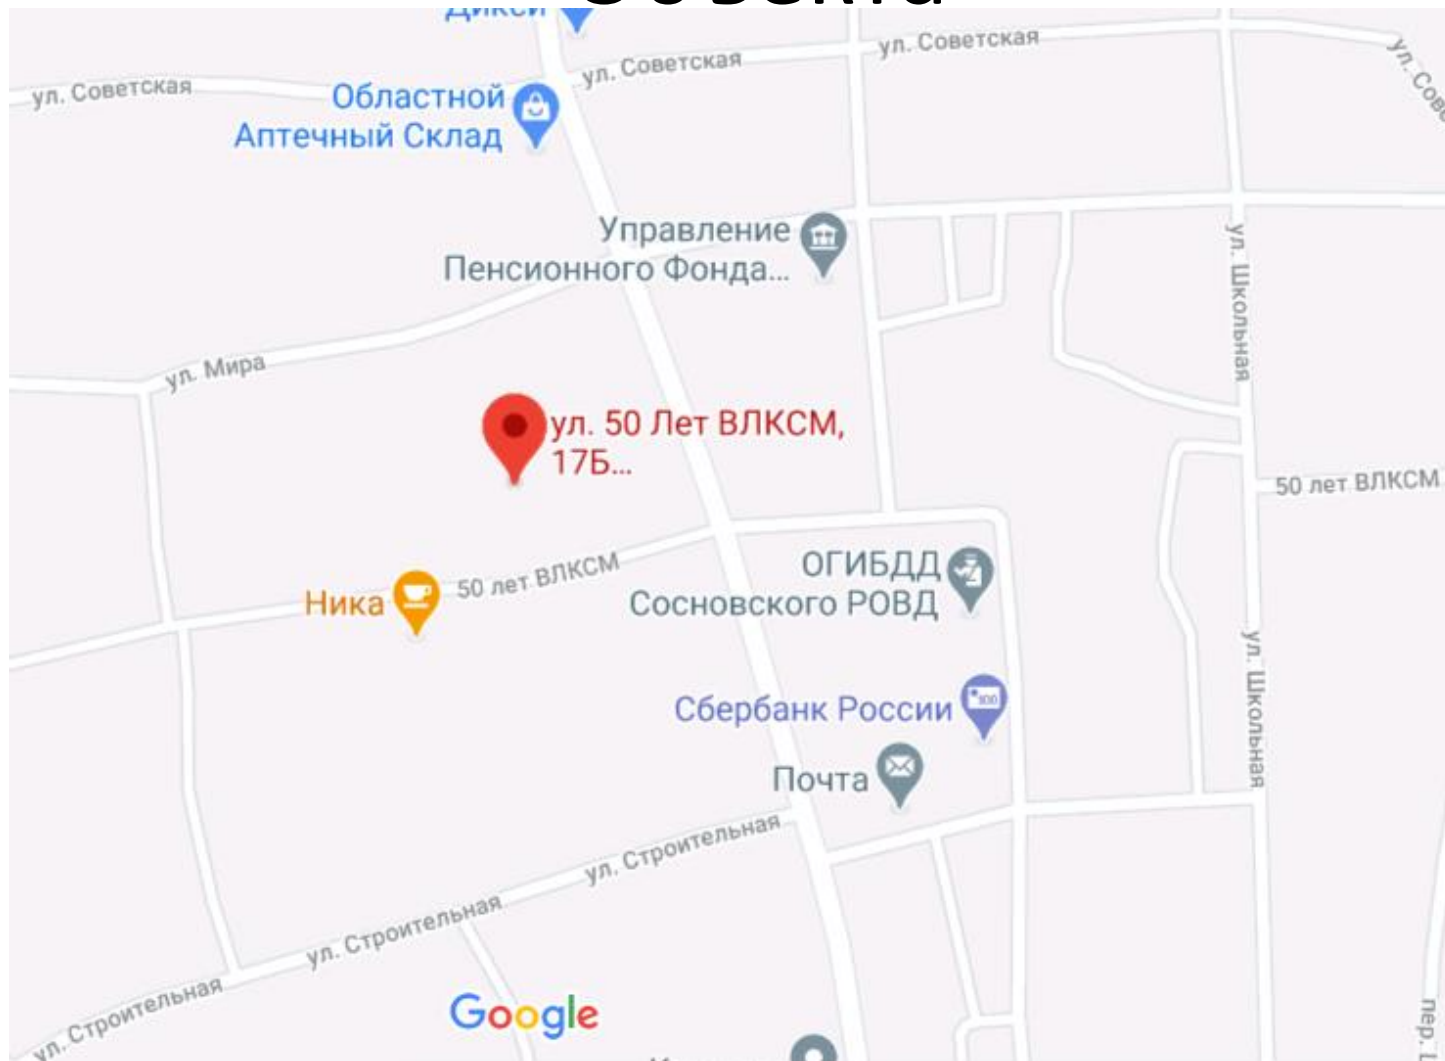 Дикси
ул. Советская
ул. Советская
ул. Советская
Областной
Аптечный Склад
Управление
Пенсионного Фонда...
ул. Школьная
ул. Мира
ул. 50 Лет ВЛКСМ,
17Б...
50 лет ВЛКСМ
50 лет ВЛКСМ
ОГИБДД
Сосновского РОВД
Ника
ул. Школьная
Сбербанк России
Почта
ул. Строительная
ул. Строительная
ул. Строительная
Google
пер.